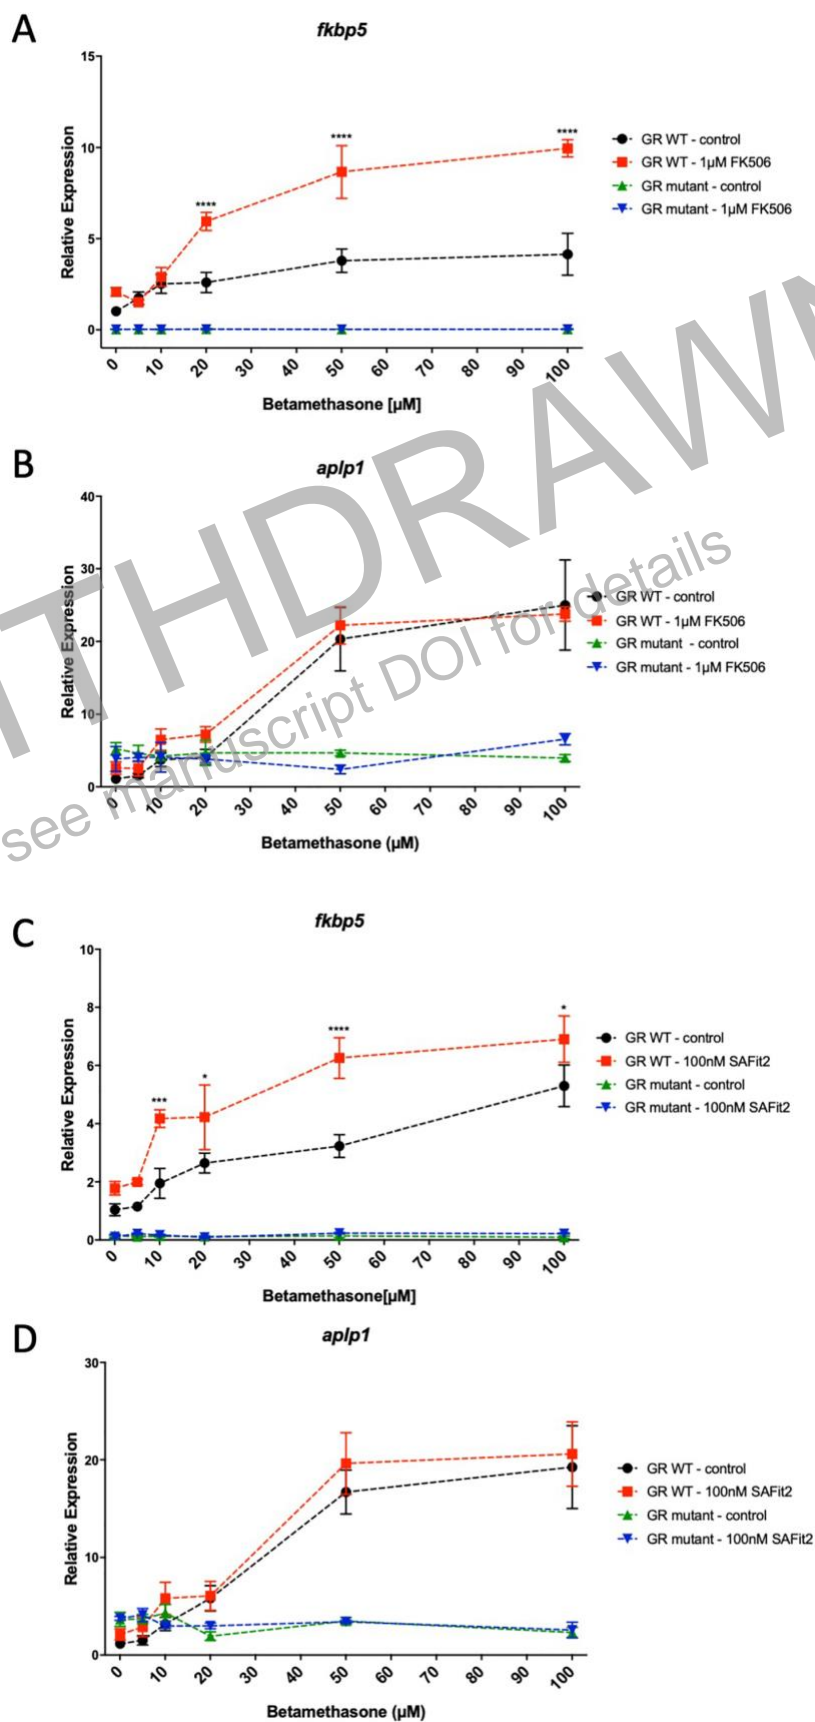 A
fkbp5
15
10
5
0
Relative Expression
****
****
****
0
10
20
30
40
50
60
70
80
90
100
Betamethasone [µM]
GR WT - control
GR WT - 1µM FK506
GR mutant - control
GR mutant - 1µM FK506
B
aplp1
40
30
20
10
0
Relative Expression
0
10
20
30
40
50
60
70
80
90
100
Betamethasone (µM)
GR WT - control
GR WT - 1µM FK506
GR mutant - control
GR mutant - 1µM FK506
THDRAWN
see manuscript DOI for details
C
fkbp5
10
8
6
4
2
0
Relative Expression
***
*
****
*
0
10
20
30
40
50
60
70
80
90
100
Betamethasone[µM]
GR WT - control
GR WT - 100nM SAFit2
GR mutant - control
GR mutant - 100nM SAFit2
D
aplp1
30
20
10
0
Relative Expression
0
10
20
30
40
50
60
70
80
90
100
Betamethasone (µM)
GR WT - control
GR WT - 100nM SAFit2
GR mutant - control
GR mutant - 100nM SAFit2